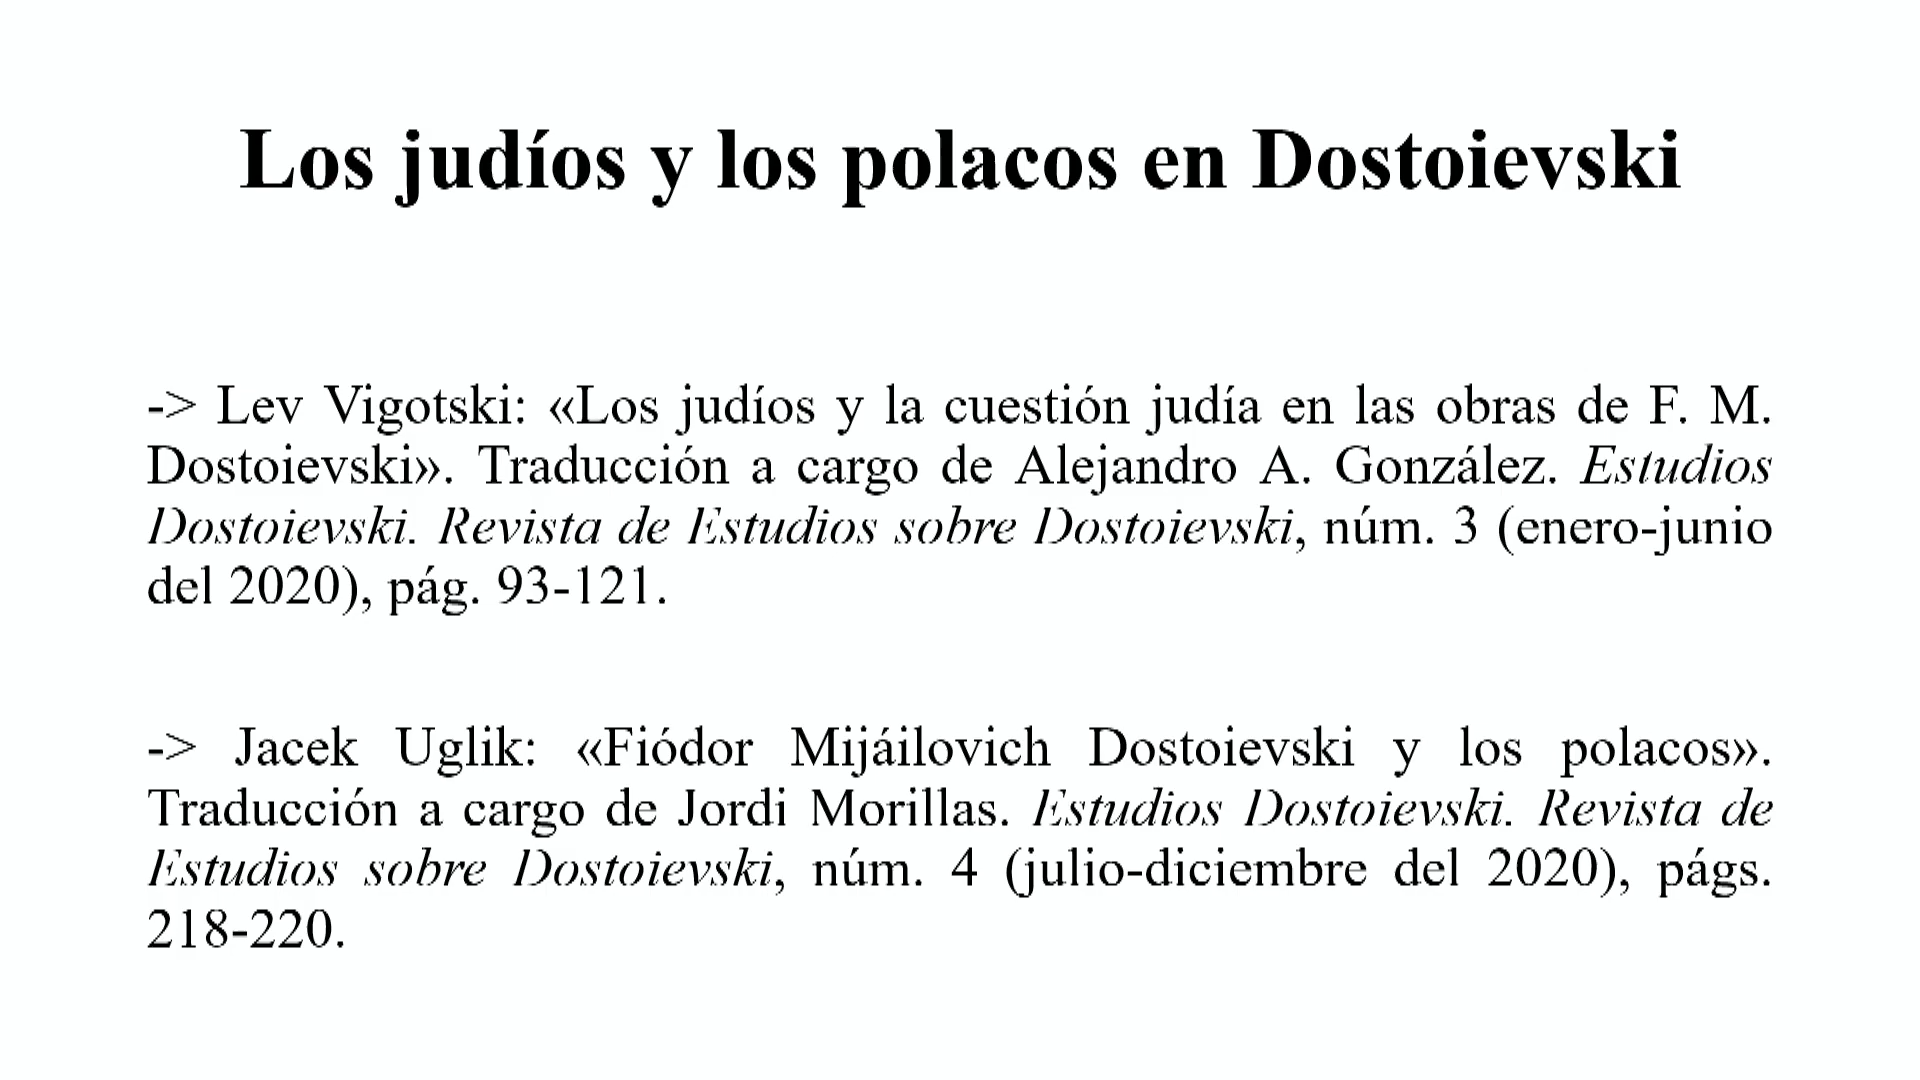 Los judíos y los polacos en Dostoievski
-> Lev Vigotski: «Los judíos y la cuestión judía en las obras de F. M.
Dostoievski». Traducción a cargo de Alejandro A. González. Estudios
Dostoievski. Revista de Estudios sobre Dostoievski, núm. 3 (enero-junio
del 2020), pág. 93-121.
-> Jacek Uglik: «Fiódor Mijáilovich Dostoievski y los polacos».
Traducción a cargo de Jordi Morillas. Estudios Dostoievski. Revista de
Estudios sobre Dostoievski, núm. 4 (julio-diciembre del 2020), págs.
218-220.